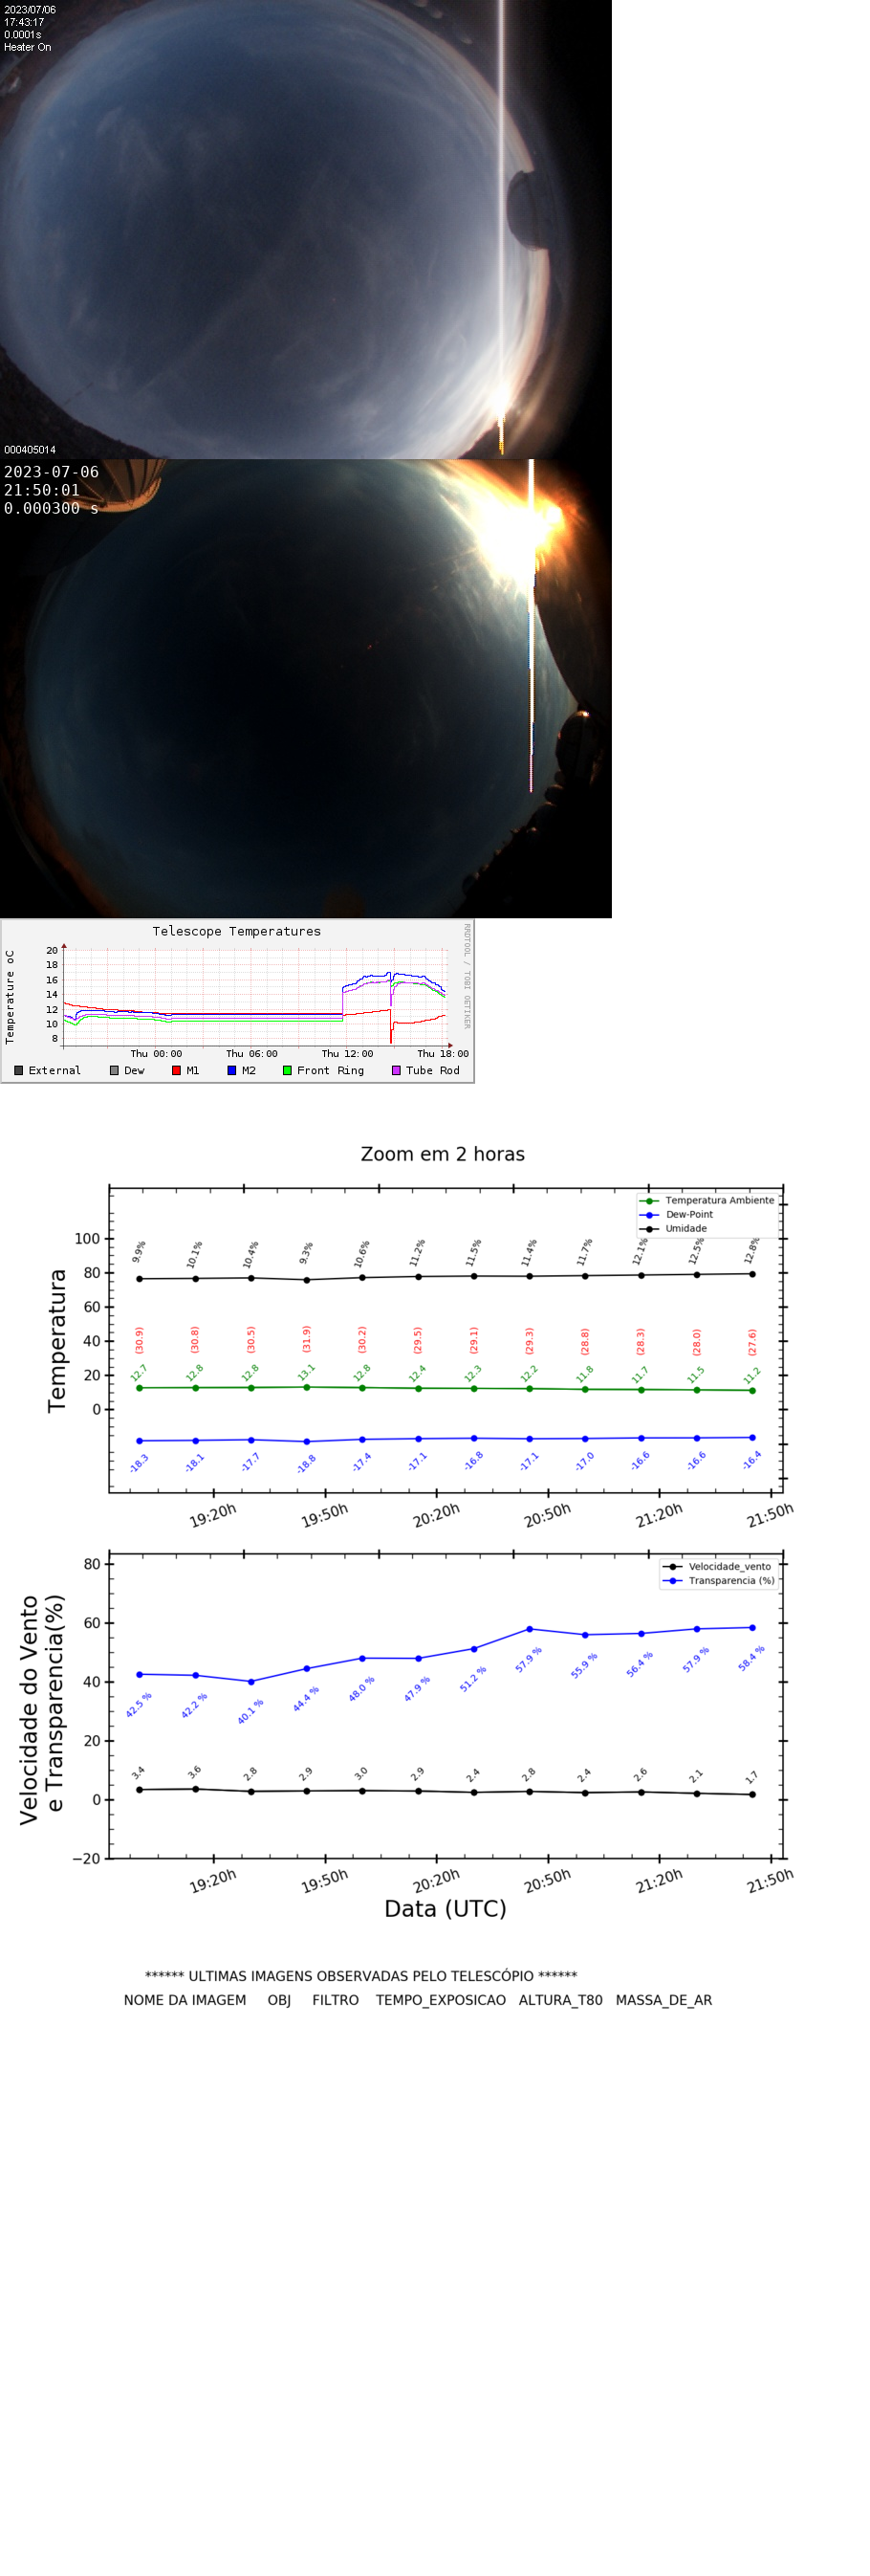 2023/07/06
17:43:17
0.0001s
Heater On
000405014
2023-07-06
21:50:01
0.000300 s
Telescope Temperatures
RRDTOOL / TOBI OETIKER
Temperature oC
20
18
16
14
12
10
8
Thu 00:00 Thu 06:00 Thu 12:00 Thu 18:00
External Dew M1 M2 Front Ring Tube Rod
Zoom em 2 horas
Temperatura Ambiente
Dew-Point
Umidade
Temperatura
100
80
60
40
20
0
9.9% 10.1% 10.4% 9.3% 10.6% 11.2% 11.5% 11.4% 11.7% 12.1% 12.5% 12.8%
(30.9) (30.8) (30.5) (31.9) (30.2) (29.5) (29.1) (29.3) (28.8) (28.3) (28.0) (27.6)
12.7 12.8 12.8 13.1 12.8 12.4 12.3 12.2 11.8 11.7 11.5 11.2
-18.3 -18.1 -17.7 -18.8 -17.4 -17.1 -16.8 -17.1 -17.0 -16.6 -16.6 -16.4
19:20h 19:50h 20:20h 20:50h 21:20h 21:50h
Velocidade_vento
Transparencia (%)
Velocidade do Vento
e Transparencia(%)
80
60
40
20
0
−20
42.5 % 42.2 % 40.1 % 44.4 % 48.0 % 47.9 % 51.2 % 57.9 % 55.9 % 56.4 % 57.9 % 58.4 %
3.4 3.6 2.8 2.9 3.0 2.9 2.4 2.8 2.4 2.6 2.1 1.7
19:20h 19:50h 20:20h 20:50h 21:20h 21:50h
Data (UTC)
****** ULTIMAS IMAGENS OBSERVADAS PELO TELESCÓPIO ******
NOME DA IMAGEM OBJ FILTRO TEMPO_EXPOSICAO ALTURA_T80 MASSA_DE_AR